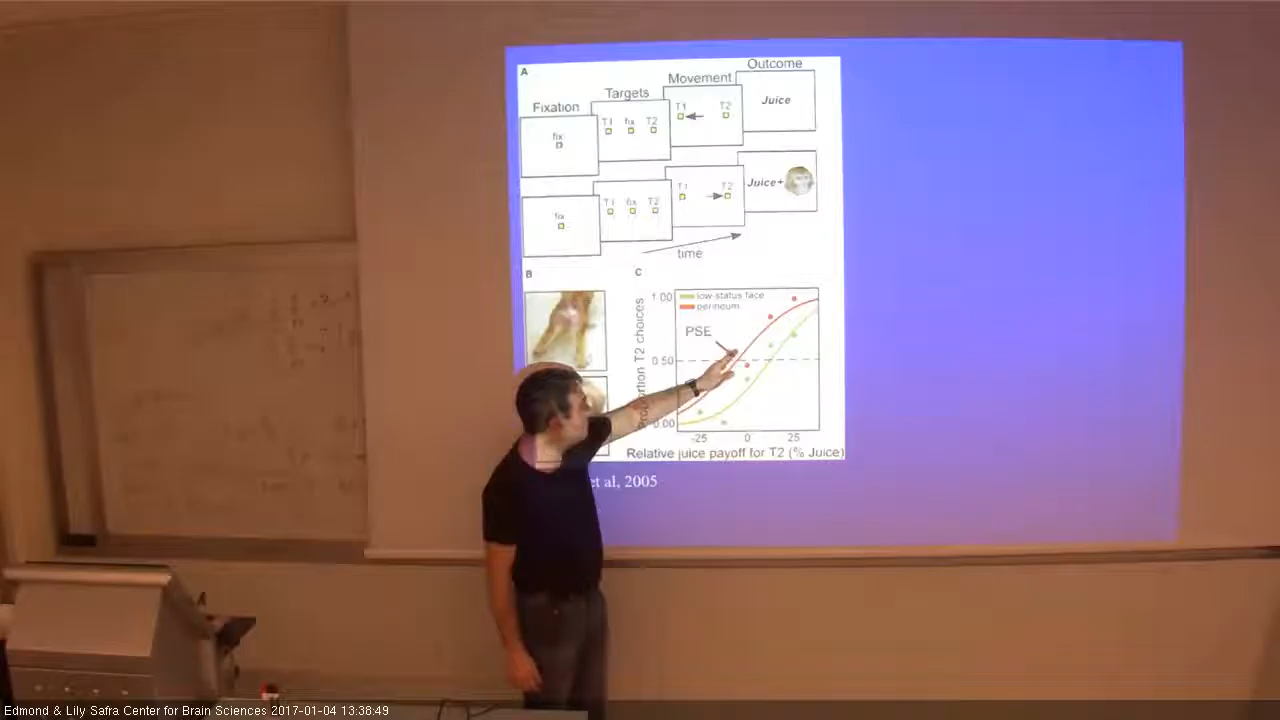 A
Fixation
Targets
Movement
Outcome
fix
T1 fix T2
T1 T2
Juice
fix
T1 fix T2
T1 T2
Juice+
time
B
C
1.00
low-status face
perineum
PSE
0.50
0.00
Proportion T2 choices
-25 0 25
Relative juice payoff for T2 (% Juice)
et al, 2005
Edmond & Lily Safra Center for Brain Sciences 2017-01-04 13:38:49